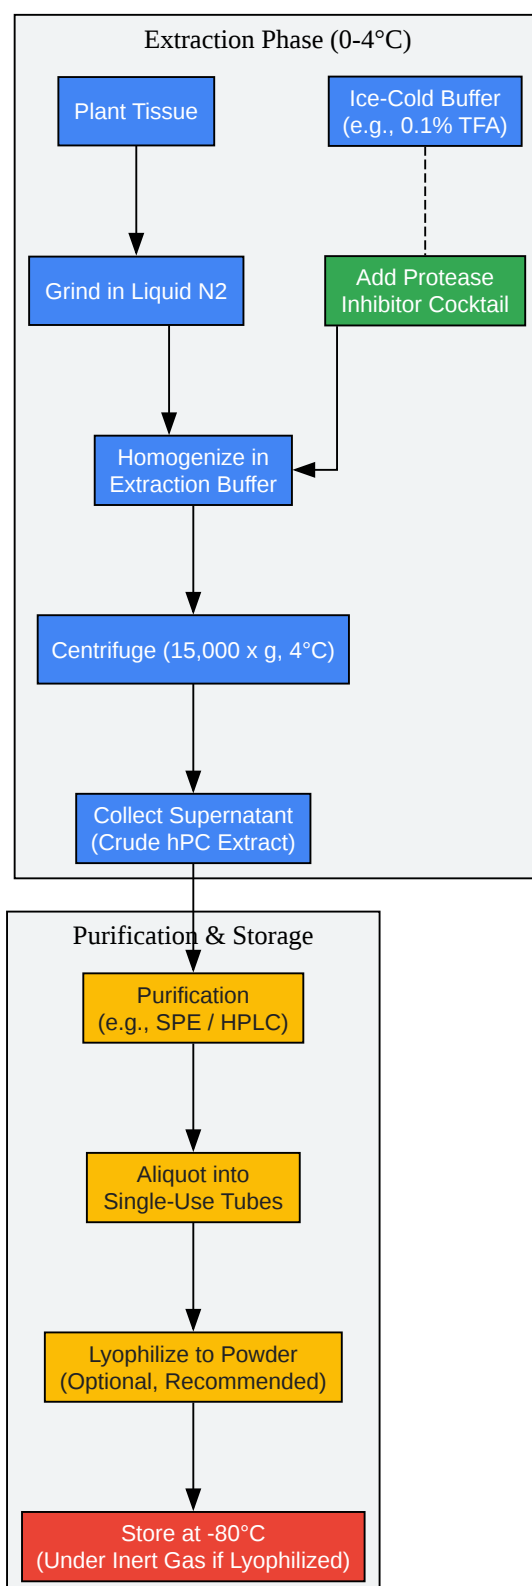 Extraction Phase (0-4°C)
Plant Tissue
Ice-Cold Buffer
(e.g., 0.1% TFA)
Grind in Liquid N2
Add Protease
Inhibitor Cocktail
Homogenize in
Extraction Buffer
Centrifuge (15,000 x g, 4°C)
Collect Supernatant
(Crude hPC Extract)
Purification & Storage
Purification
(e.g., SPE / HPLC)
Aliquot into
Single-Use Tubes
Lyophilize to Powder
(Optional, Recommended)
Store at -80°C
(Under Inert Gas if Lyophilized)